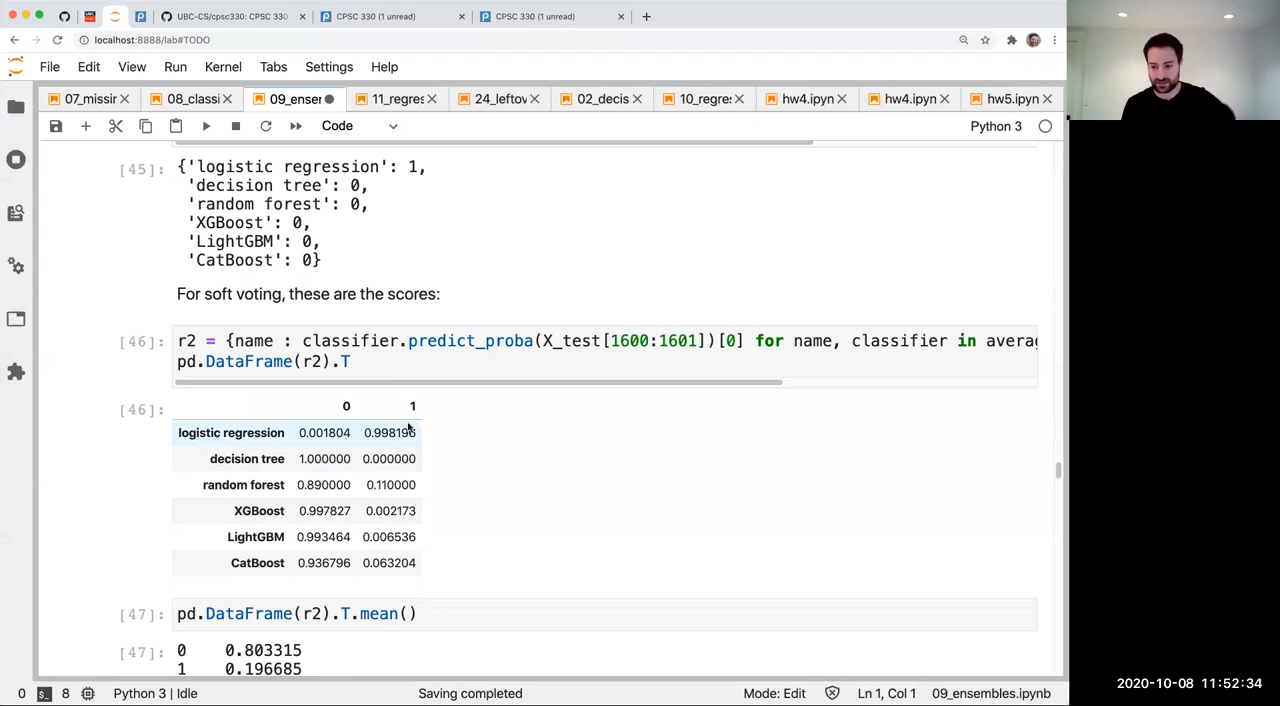 UBC-CS/cpsc330: CPSC 330
CPSC 330 (1 unread)
CPSC 330 (1 unread)
localhost:8888/lab#TODO
File Edit View Run Kernel Tabs Settings Help
07_missir 08_classi 09_ensei 11_regres 24_leftov 02_decis 10_regre hw4.ipyn hw4.ipyn hw5.ipyn
Code
Python 3
[45]: {'logistic regression': 1,
'decision tree': 0,
'random forest': 0,
'XGBoost': 0,
'LightGBM': 0,
'CatBoost': 0}
For soft voting, these are the scores:
[46]: r2 = {name : classifier.predict_proba(X_test[1600:1601])[0] for name, classifier in averag
pd.DataFrame(r2).T
[46]: 0 1
logistic regression 0.001804 0.998196
decision tree 1.000000 0.000000
random forest 0.890000 0.110000
XGBoost 0.997827 0.002173
LightGBM 0.993464 0.006536
CatBoost 0.936796 0.063204
[47]: pd.DataFrame(r2).T.mean()
[47]: 0 0.803315
1 0.196685
0 8 Python 3 | Idle Saving completed Mode: Edit Ln 1, Col 1 09_ensembles.ipynb
2020-10-08 11:52:34